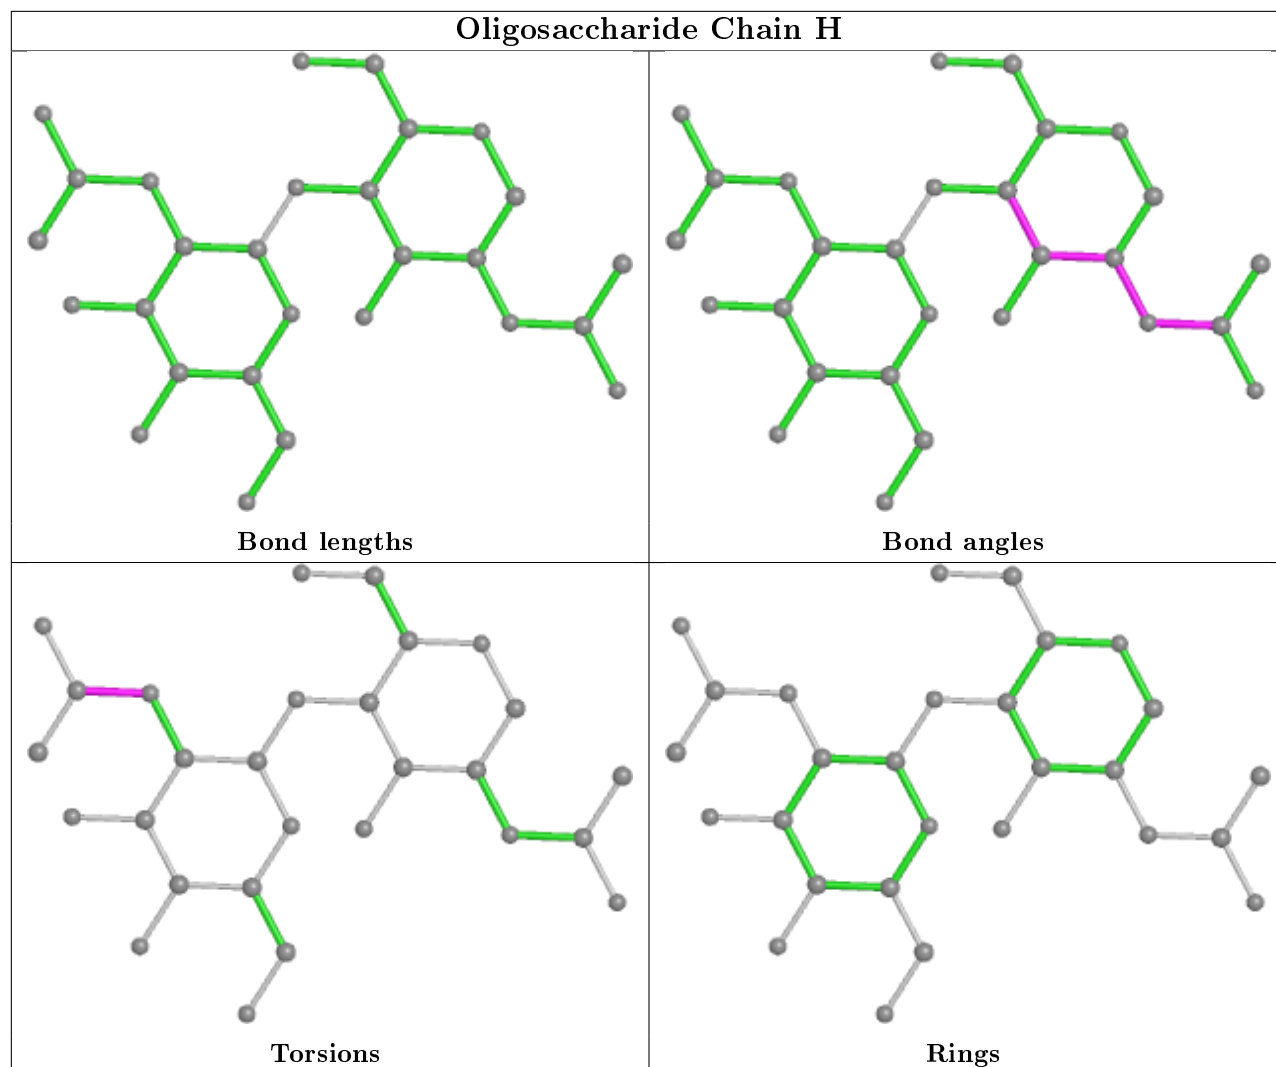 Oligosaccharide Chain H
Bond lengths
Bond angles
Torsions
Rings